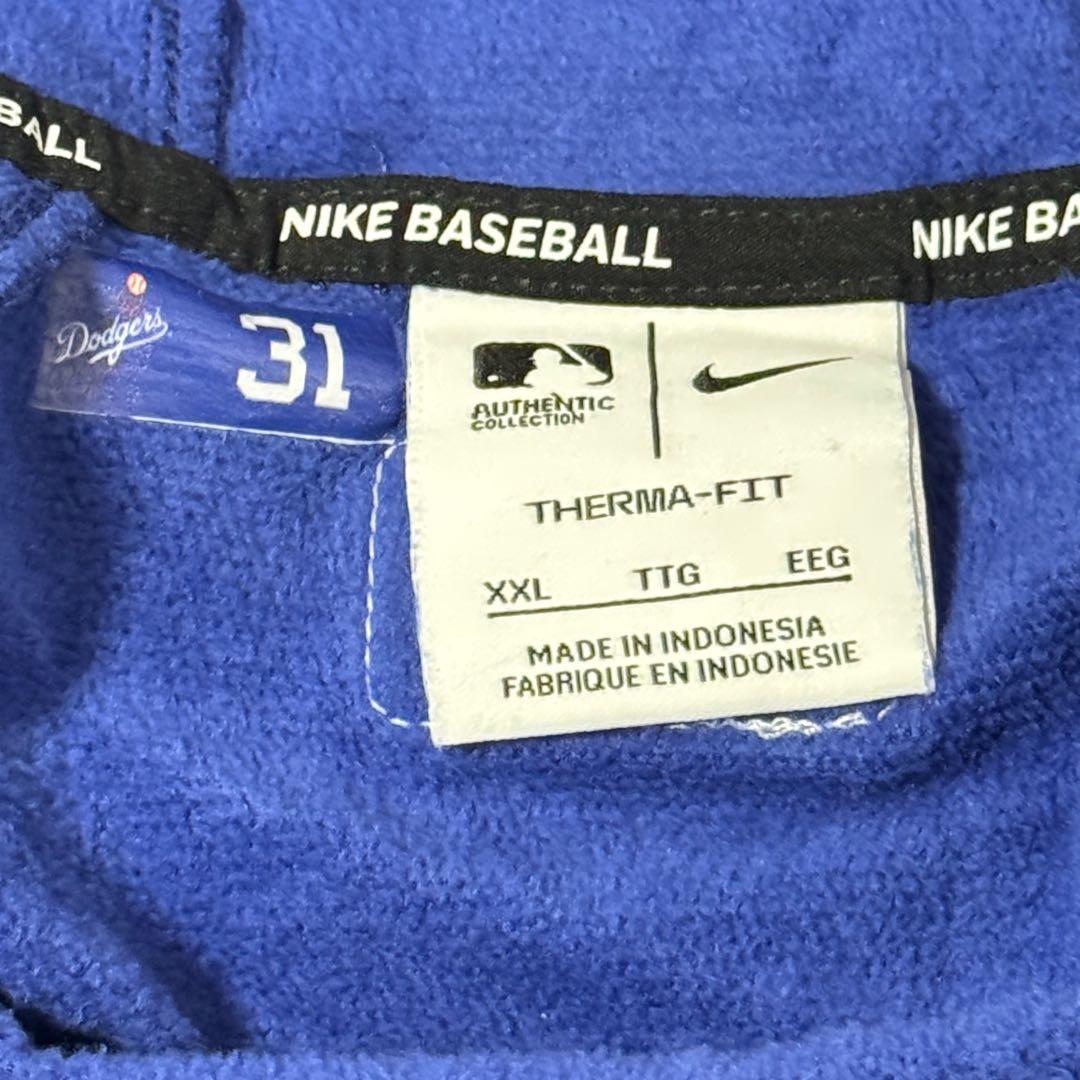 BALL
NIKE BASEBALL
NIKE BA
Dodgers
31
AUTHENTIC
COLLECTION
THERMA-FIT
XXL TTG EEG
MADE IN INDONESIA
FABRIQUE EN INDONESIE